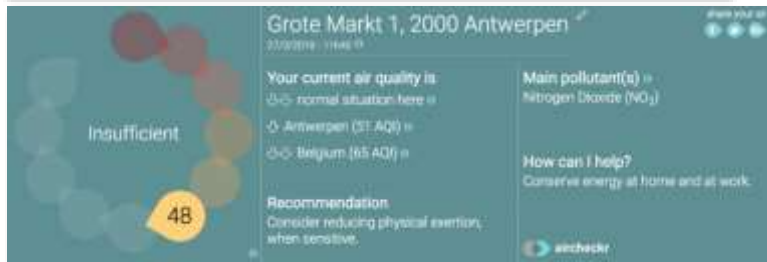 Insufficient
48
Grote Markt 1, 2000 Antwerpen
Your current air quality is
normal situation here
Antwerpen (51 AQI)
Belgium (65 AQI)
Recommendation
Consider reducing physical exertion,
when sensitive.
share your air
Main pollutant(s)
Nitrogen Dioxide (NO₂)
How can I help?
Conserve energy at home and at work.
aircheckr